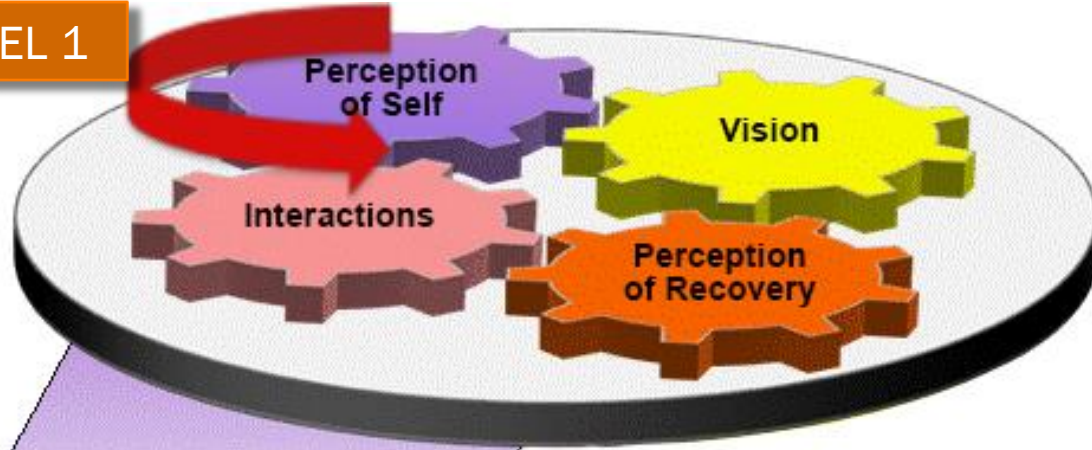 EL 1
Perception
of Self
Vision
Interactions
Perception
of Recovery